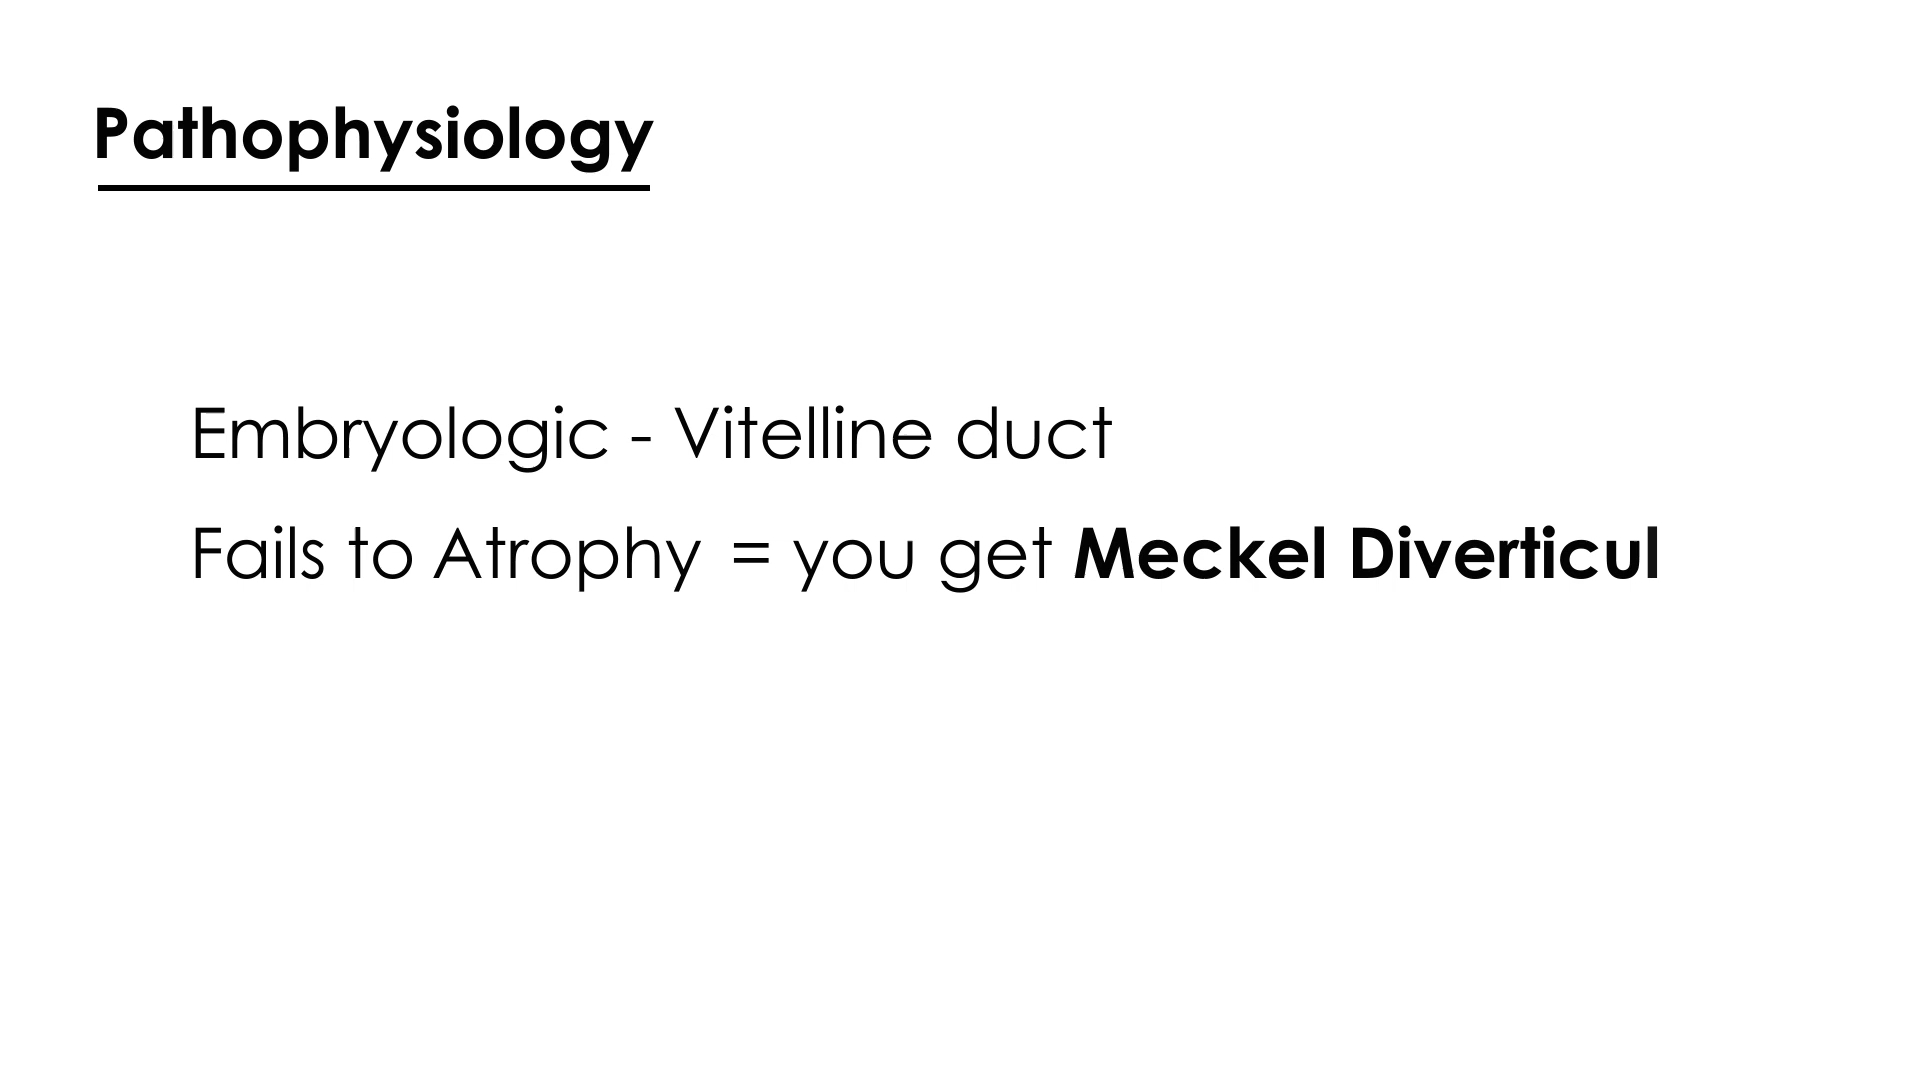 Pathophysiology
Embryologic - Vitelline duct
Fails to Atrophy = you get Meckel Diverticul